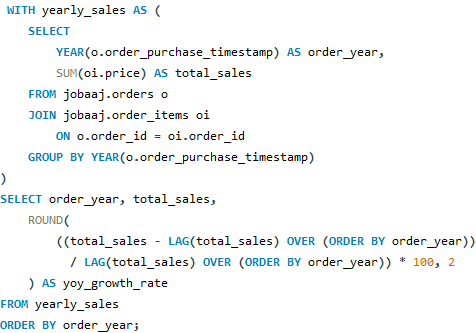 WITH yearly_sales AS (
    SELECT
        YEAR(o.order_purchase_timestamp) AS order_year,
        SUM(oi.price) AS total_sales
    FROM jobaaj.orders o
    JOIN jobaaj.order_items oi
        ON o.order_id = oi.order_id
    GROUP BY YEAR(o.order_purchase_timestamp)
)
SELECT order_year, total_sales,
    ROUND(
        ((total_sales - LAG(total_sales) OVER (ORDER BY order_year))
          / LAG(total_sales) OVER (ORDER BY order_year)) * 100, 2
    ) AS yoy_growth_rate
FROM yearly_sales
ORDER BY order_year;